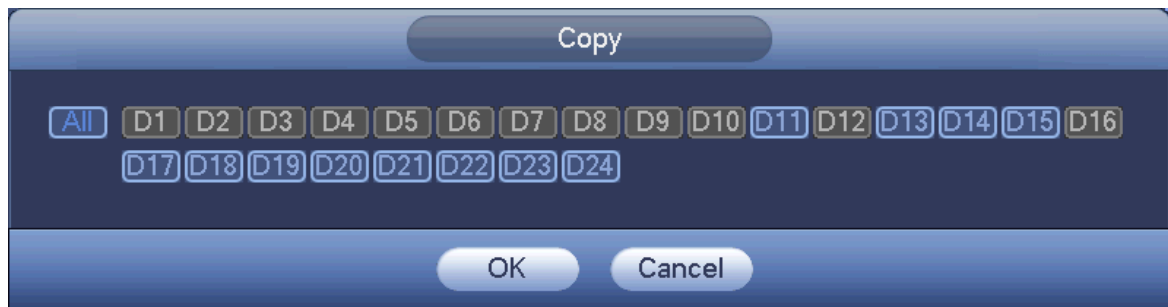 Copy
All D1 D2 D3 D4 D5 D6 D7 D8 D9 D10 D11 D12 D13 D14 D15 D16
D17 D18 D19 D20 D21 D22 D23 D24
OK Cancel